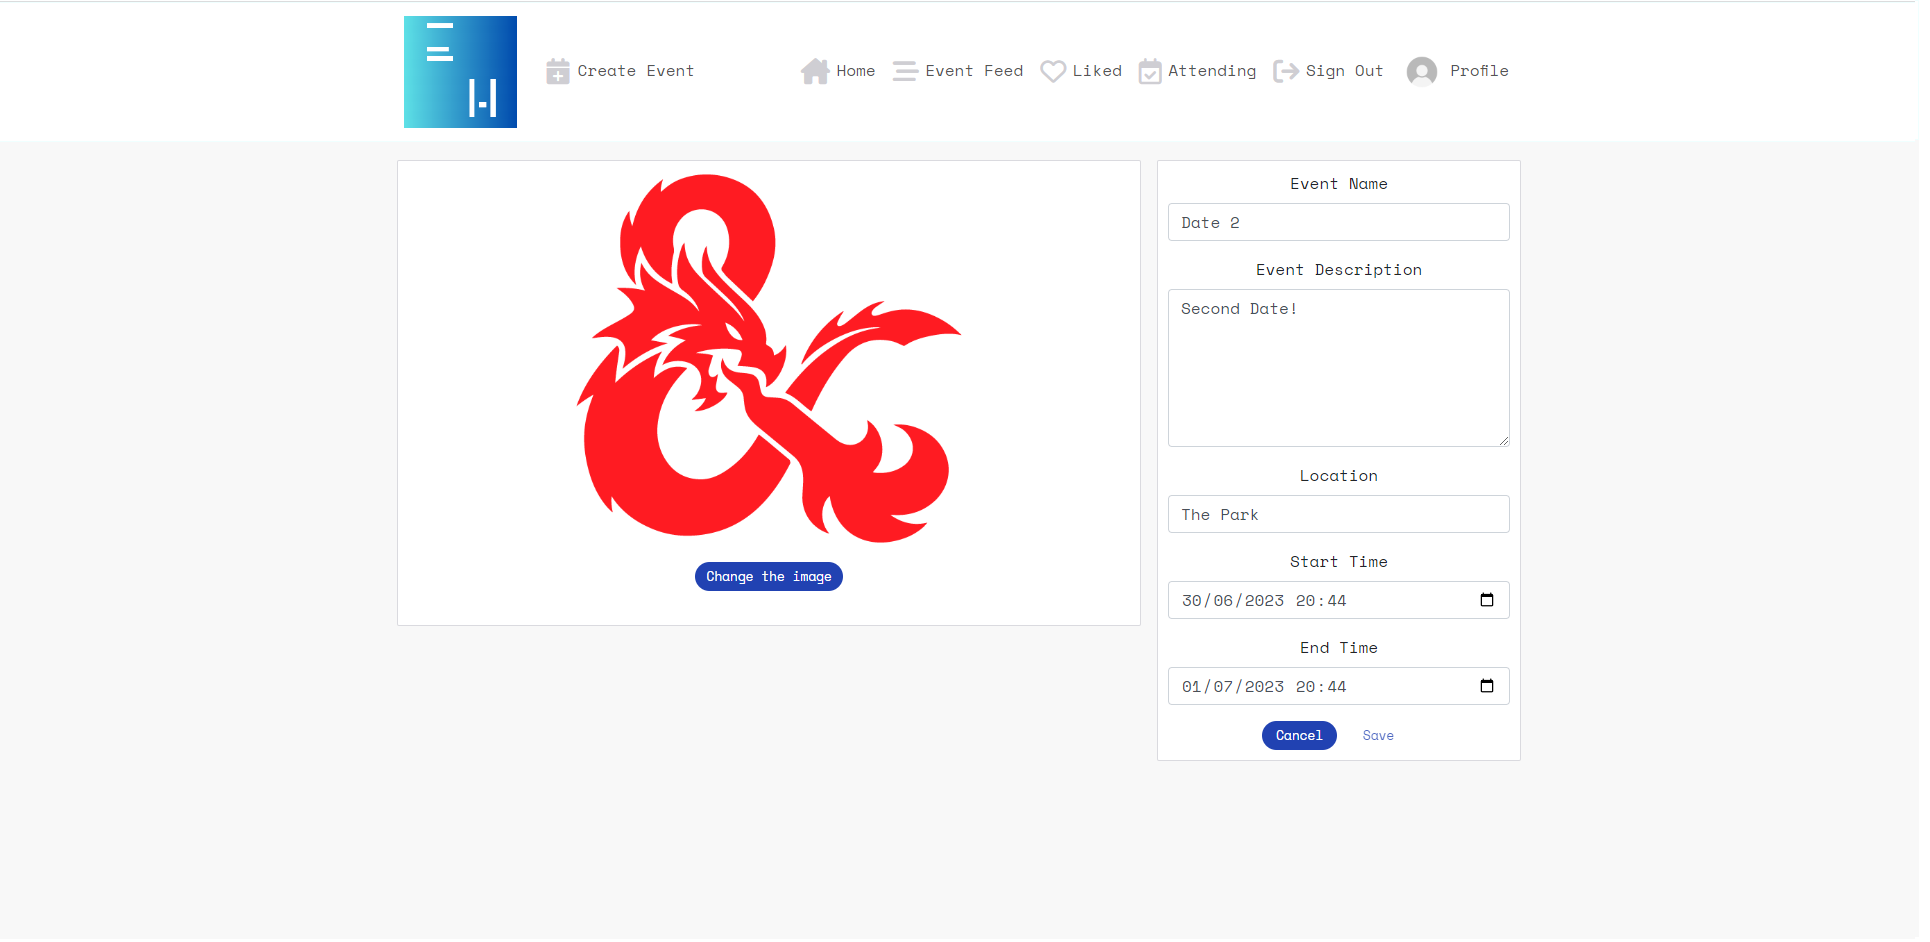 Create Event
Home
Event Feed
Liked
Attending
Sign Out
Profile
Change the image
Event Name
Date 2
Event Description
Second Date!
Location
The Park
Start Time
30/06/2023 20:44
End Time
01/07/2023 20:44
Cancel
Save